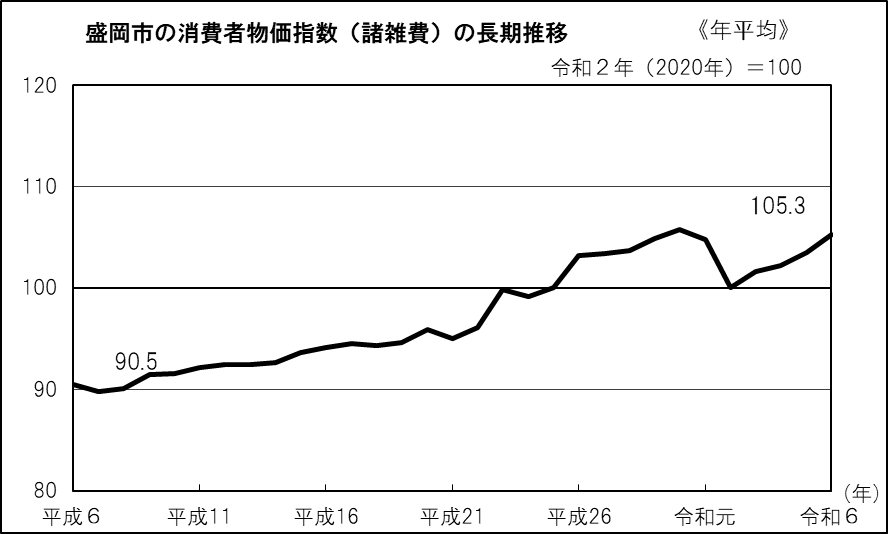 盛岡市の消費者物価指数（諸雑費）の長期推移
《年平均》
令和２年（2020年）＝100
120
110
105.3
100
90.5
90
80
（年）
平成６ 平成11 平成16 平成21 平成26 令和元 令和６